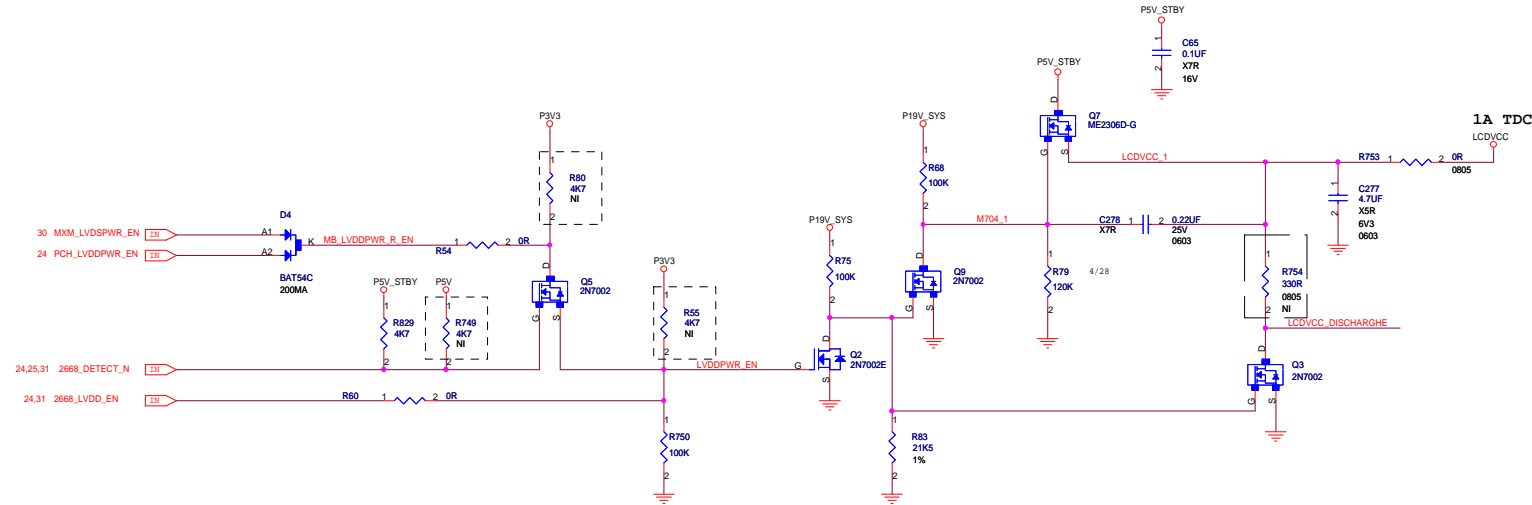 P5V_STBY
1
C65
0.1UF
X7R
16V
2
P5V_STBY
D
Q7
ME2306D-G
G
S
1A TDC
LCDVCC
LCDVCC_1
R753 1 2 0R
0805
1
C277
4.7UF
X5R
6V3
0603
2
P3V3
1
R80
4K7
NI
2
P19V_SYS
1
R68
100K
2
M704_1
C278 1 2 0.22UF
X7R
25V
0603
D4
30 MXM_LVDSPWR_EN IN A1
24 PCH_LVDDPWR_EN IN A2
K MB_LVDDPWR_R_EN
1 2 0R
R54
BAT54C
200MA
P19V_SYS
1
R75
100K
2
D
Q9
2N7002
G
S
1
R79
120K
2
4/28
1
R754
330R
0805
NI
2
LCDVCC_DISCHARGHE
D
Q5
2N7002
G
S
P5V_STBY
1
R829
4K7
2
P5V
1
R749
4K7
NI
2
P3V3
1
R55
4K7
NI
2
24,25,31 2668_DETECT_N IN
LVDDPWR_EN
G
D
Q2
2N7002E
S
D
Q3
2N7002
G
S
24,31 2668_LVDD_EN IN
R60 1 2 0R
1
R750
100K
2
1
R83
21K5
1%
2